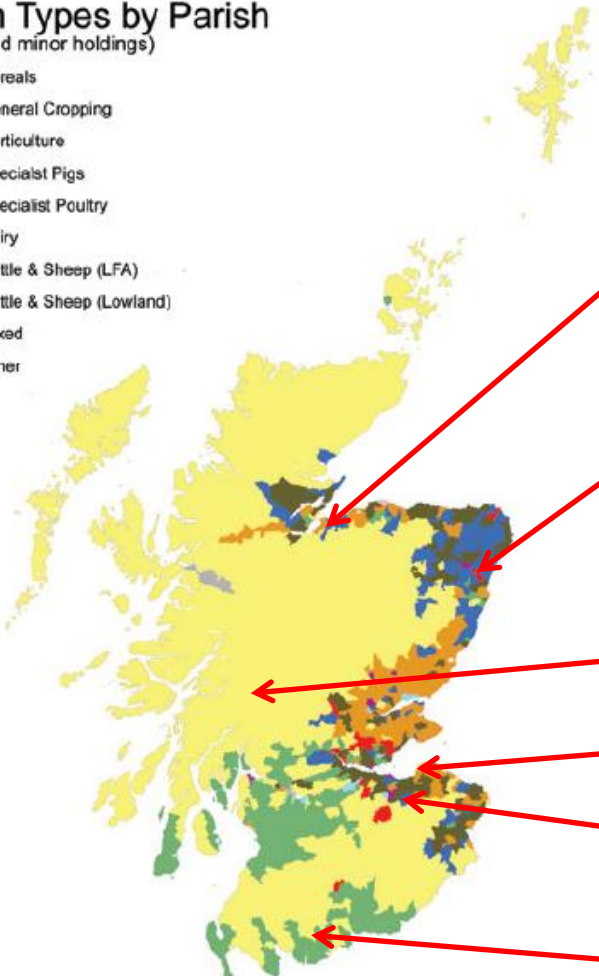 n Types by Parish
d minor holdings)
reals
neral Cropping
rticulture
ecialst Pigs
ecialist Poultry
iry
ttle & Sheep (LFA)
ttle & Sheep (Lowland)
xed
her